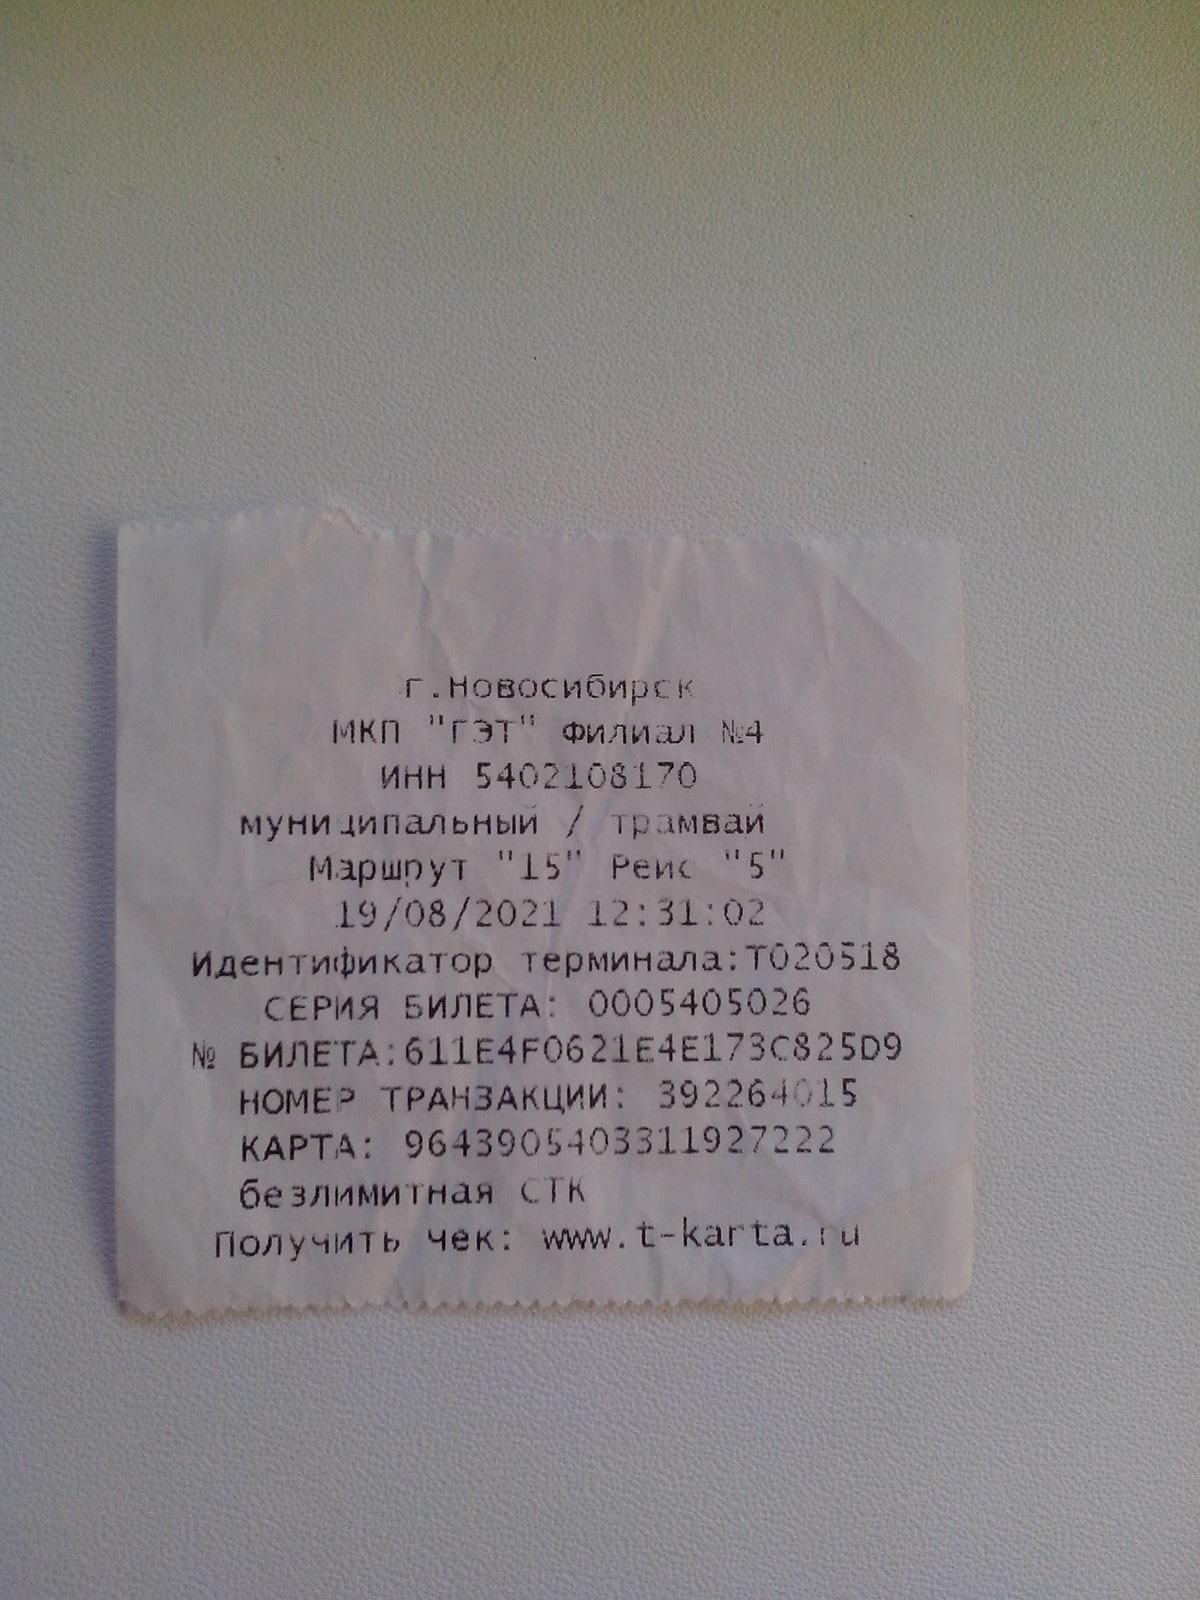 г.Новосибирск
МКП "ГЭТ" Филиал №4
ИНН 5402108170
муниципальный / трамвай
Маршрут "15" Рейс "5"
19/08/2021 12:31:02
Идентификатор терминала:T020518
СЕРИЯ БИЛЕТА: 0005405026
№ БИЛЕТА:611E4F0621E4E173C825D9
НОМЕР ТРАНЗАКЦИИ: 392264015
КАРТА: 9643905403311927222
безлимитная СТК
Получить чек: www.t-karta.ru